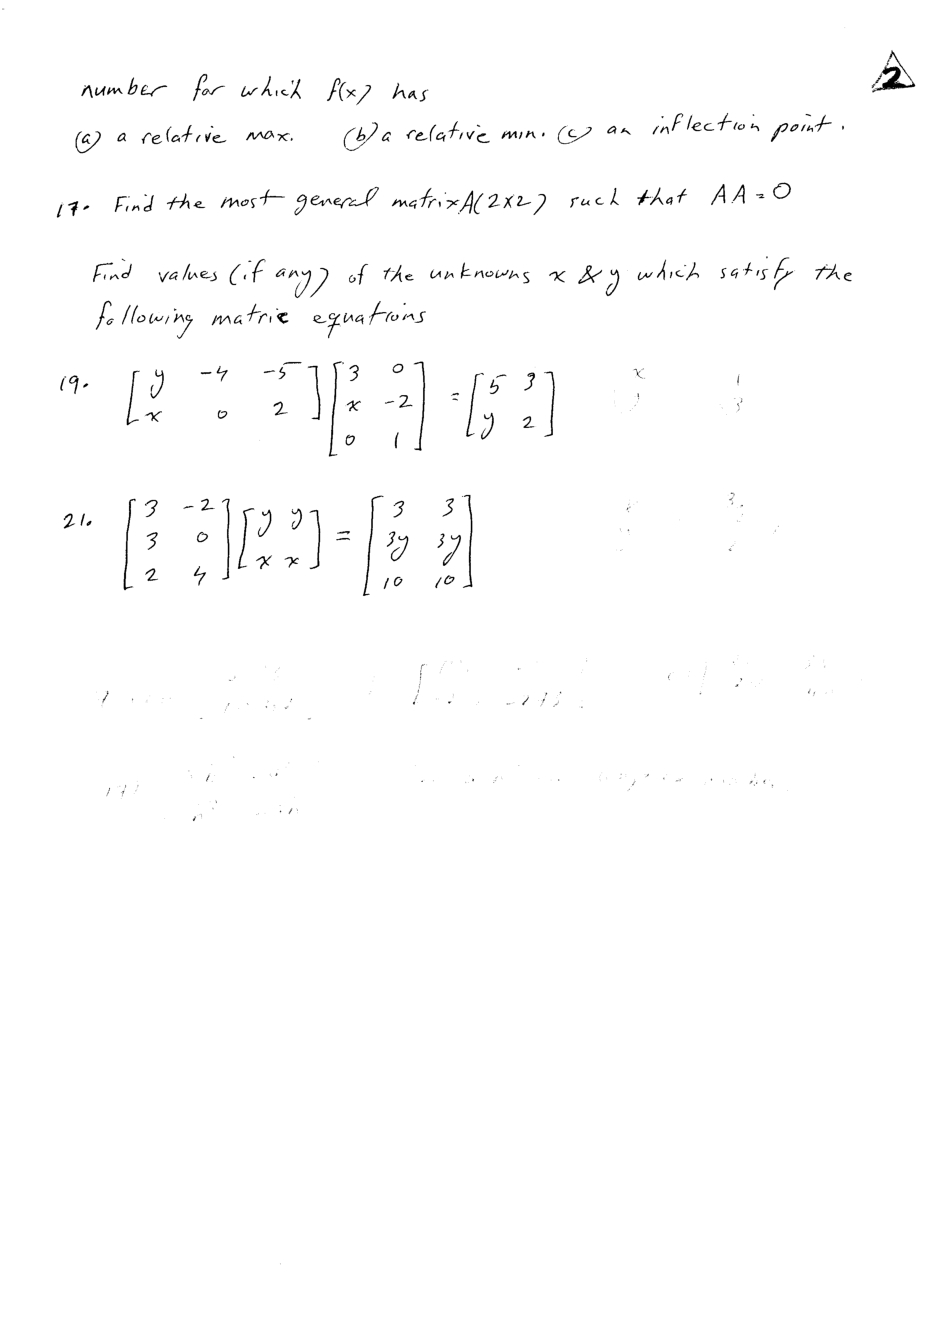 2
number for which f(x) has
(a) a relative max. (b) a relative min. (c) an inflection point.
17. Find the most general matrix A(2x2) such that AA = 0
Find values (if any) of the unknowns x & y which satisfy the
following matric equations
19. [y -4 -5] [3 0] = [5 3]
[x 0 2] [x -2] [y 2]
[0 1]
21. [3 -2] [y y] = [3 3]
[3 0] [x x] [3y 3y]
[2 4] [10 10]